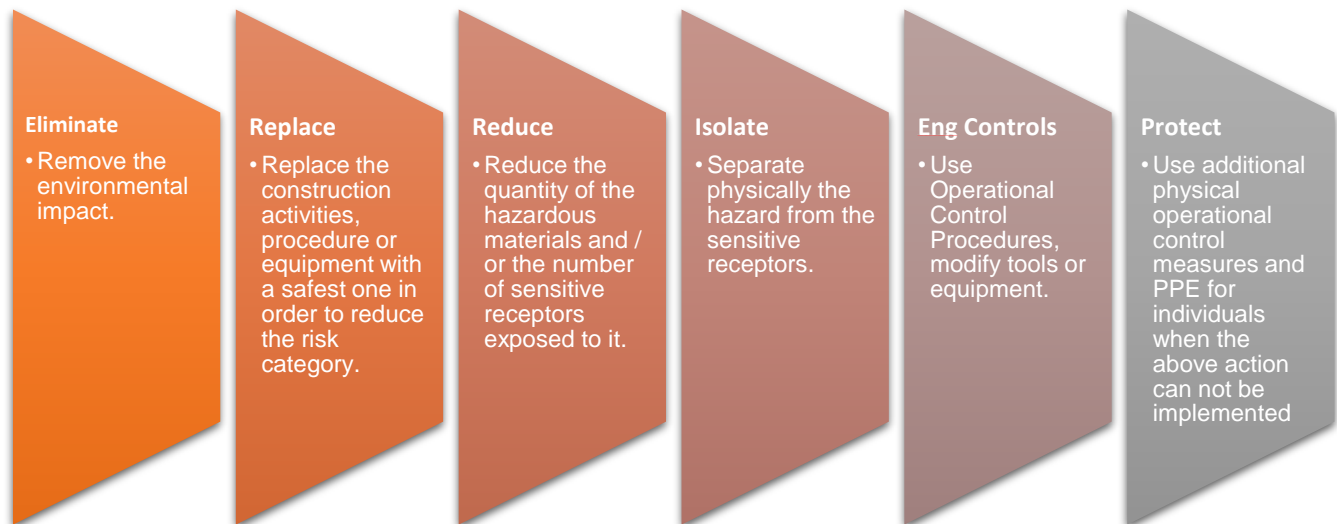 Eliminate
• Remove the
environmental
impact.
Replace
• Replace the
construction
activities,
procedure or
equipment with
a safest one in
order to reduce
the risk
category.
Reduce
• Reduce the
quantity of the
hazardous
materials and /
or the number
of sensitive
receptors
exposed to it.
Isolate
• Separate
physically the
hazard from the
sensitive
receptors.
Eng Controls
• Use
Operational
Control
Procedures,
modify tools or
equipment.
Protect
• Use additional
physical
operational
control
measures and
PPE for
individuals
when the
above action
can not be
implemented